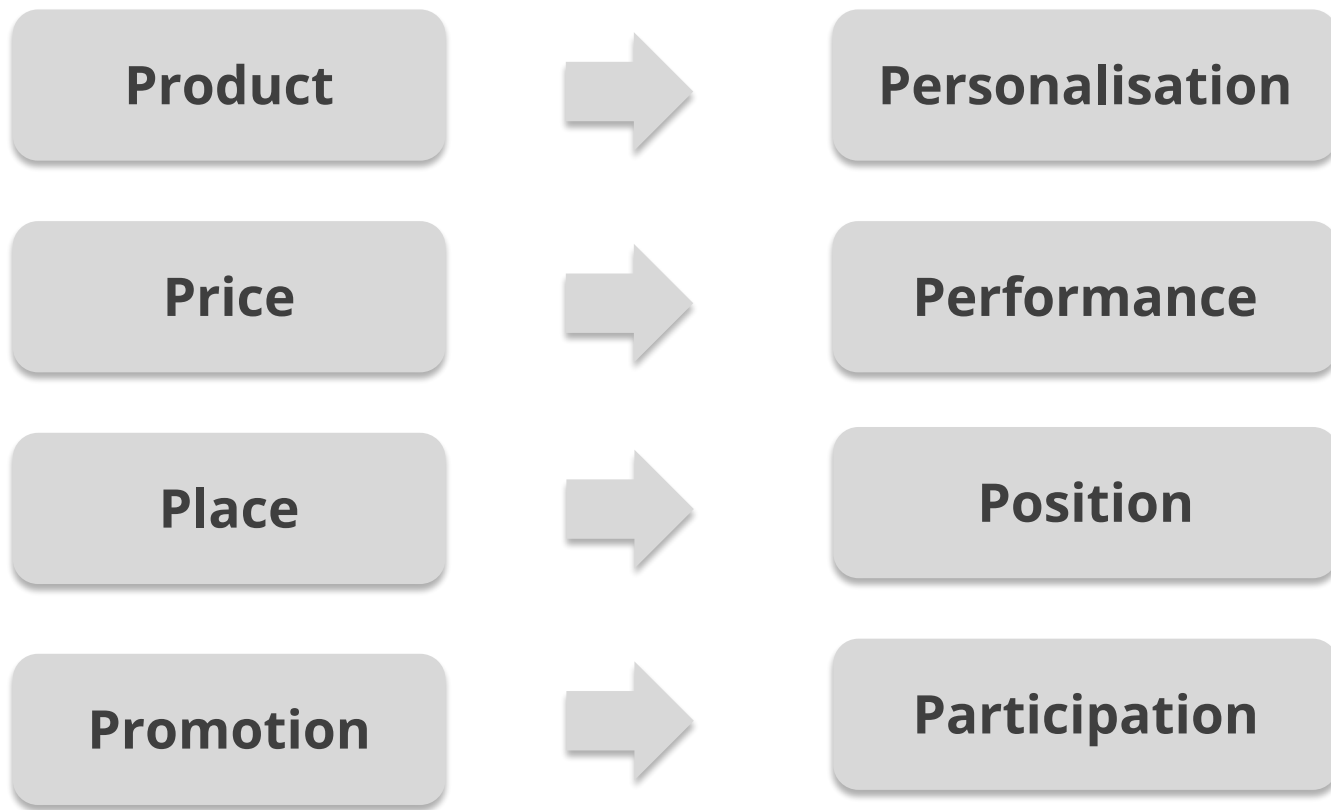 Product
Personalisation
Price
Performance
Place
Position
Promotion
Participation